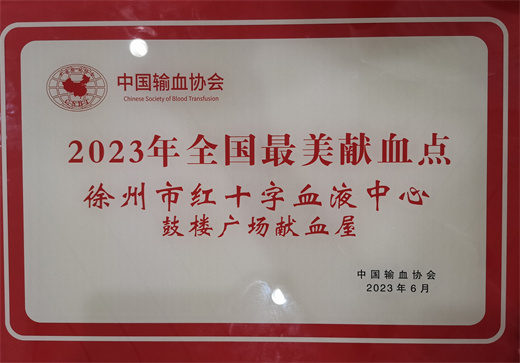 中国输血协会
Chinese Society of Blood Transfusion
CSBT
2023年全国最美献血点
徐州市红十字血液中心
鼓楼广场献血屋
中国输血协会
2023年6月